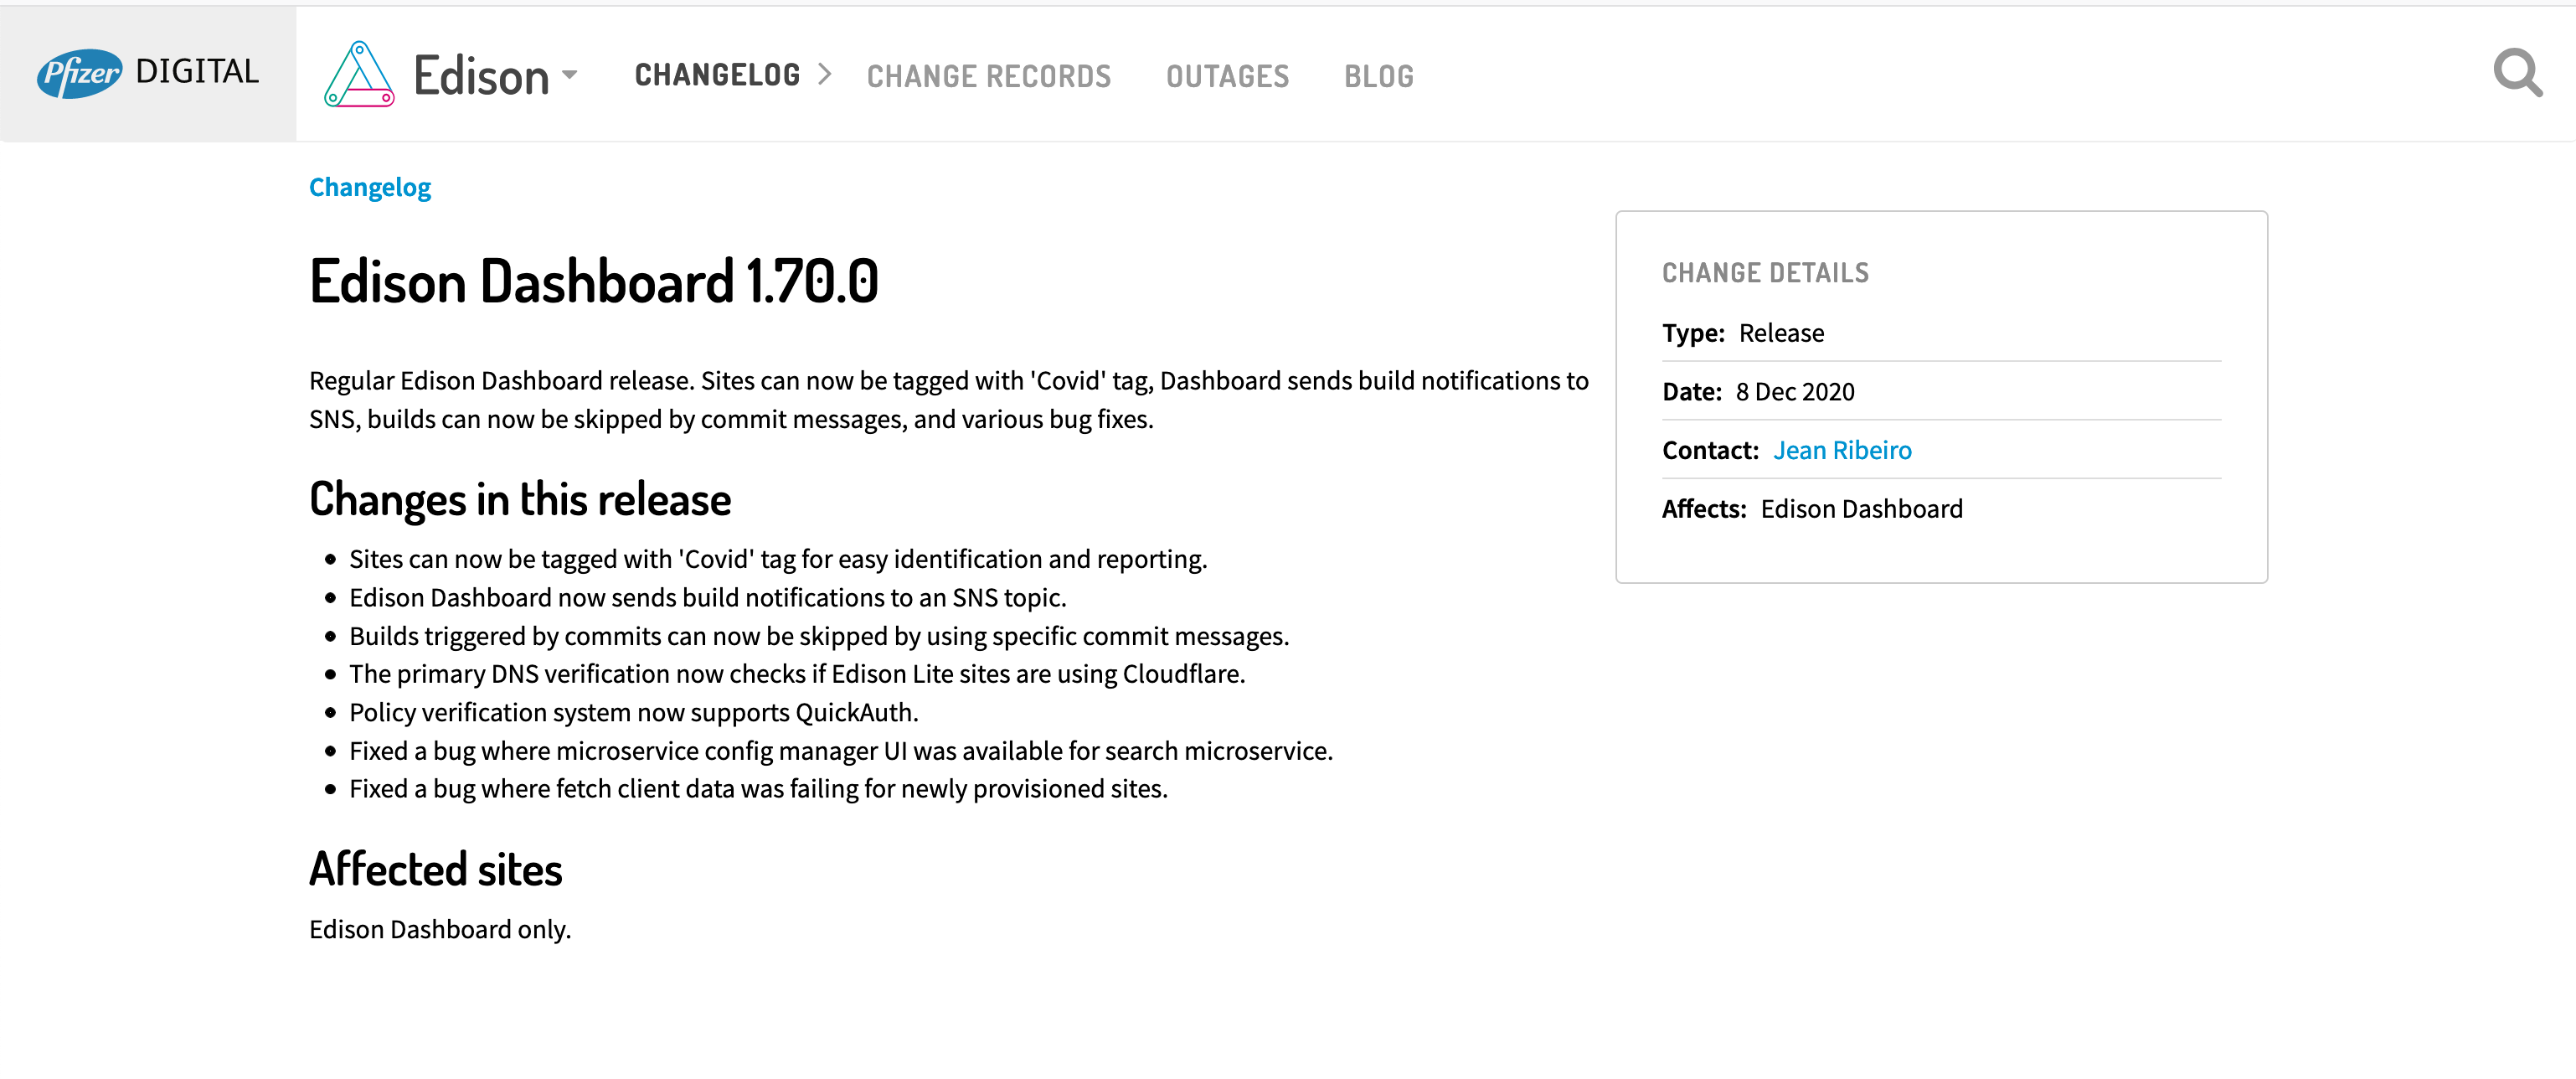 Pfizer DIGITAL
Edison
CHANGELOG
CHANGE RECORDS
OUTAGES
BLOG
Changelog
Edison Dashboard 1.70.0
Regular Edison Dashboard release. Sites can now be tagged with 'Covid' tag, Dashboard sends build notifications to
SNS, builds can now be skipped by commit messages, and various bug fixes.
Changes in this release
• Sites can now be tagged with 'Covid' tag for easy identification and reporting.
• Edison Dashboard now sends build notifications to an SNS topic.
• Builds triggered by commits can now be skipped by using specific commit messages.
• The primary DNS verification now checks if Edison Lite sites are using Cloudflare.
• Policy verification system now supports QuickAuth.
• Fixed a bug where microservice config manager UI was available for search microservice.
• Fixed a bug where fetch client data was failing for newly provisioned sites.
Affected sites
Edison Dashboard only.
CHANGE DETAILS
Type: Release
Date: 8 Dec 2020
Contact: Jean Ribeiro
Affects: Edison Dashboard